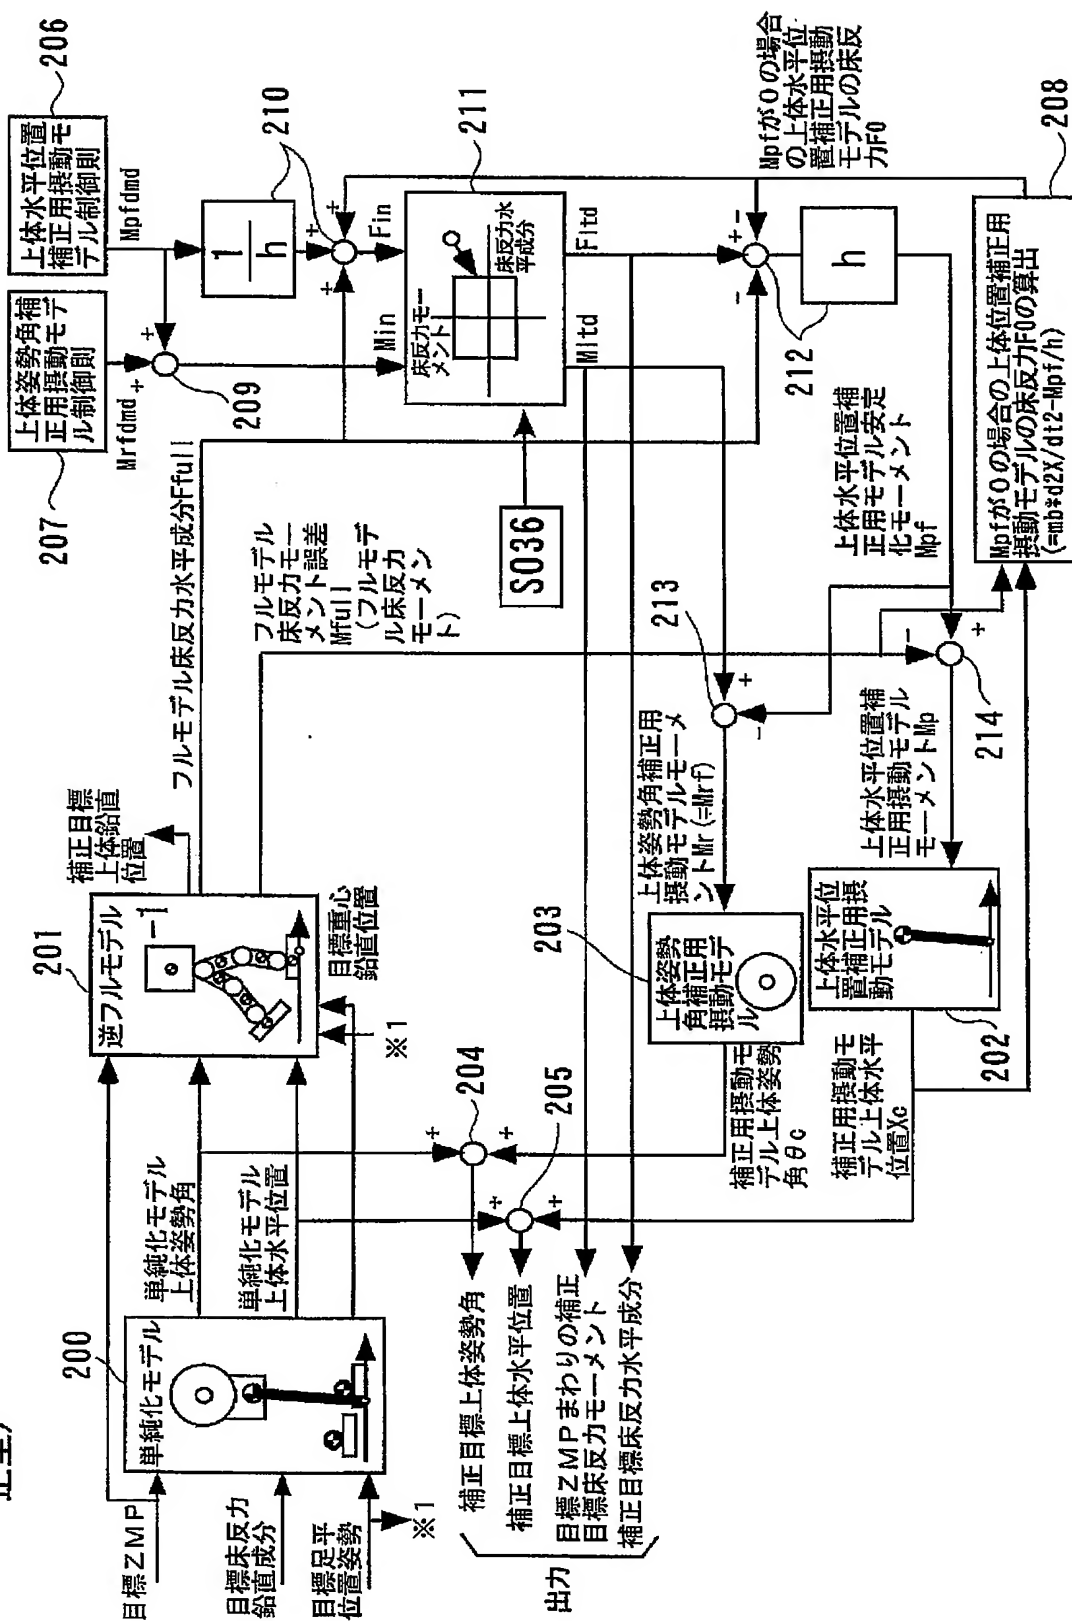 206
上体水平位置
補正用摂動モ
デル制御則
Mpfdmd
207
上体姿勢角補
正用摂動モデ
ル制御則
Mrfdmd
+
+
209
1
h
210
+
+
+
Fin
Min
211
床反力モー
メント
床反力水
平成分
Fltd
Mltd
SO36
+
-
-
212
h
Mpfが0の場合
の上体水平位
置補正用摂動
モデルの床反
力F0
208
Mpfが0の場合の上体位置補正用
摂動モデルの床反力F0の算出
(=mb*d2X/dt2-Mpf/h)
上体水平位置補
正用モデル安定
化モーメント
Mpf
フルモデル床反力水平成分Ffull
フルモデル
床反力モー
メント誤差
Mfull
(フルモデ
ル床反力
モーメン
ト)
213
+
-
214
-
+
補正目標
上体鉛直
位置
201
逆フルモデル
-1
目標重心
鉛直位置
※1
上体姿勢角補正用
摂動モデルモーメ
ントMr(=Mrf)
上体水平位置補
正用摂動モデル
モーメントMp
203
上体姿勢
角補正用
摂動モデ
ル
上体水平位
置補正用摂
動モデル
202
補正用摂動モ
デル上体姿勢
角θc
補正用摂動モ
デル上体水平
位置Xc
204
+
+
205
+
+
単純化モデル
上体姿勢角
単純化モデル
上体水平位置
200
単純化モデル
目標ZMP
目標床反力
鉛直成分
目標足平
位置姿勢
※1
出力
補正目標上体姿勢角
補正目標上体水平位置
目標ZMPまわりの補正
目標床反力モーメント
補正目標床反力水平成分